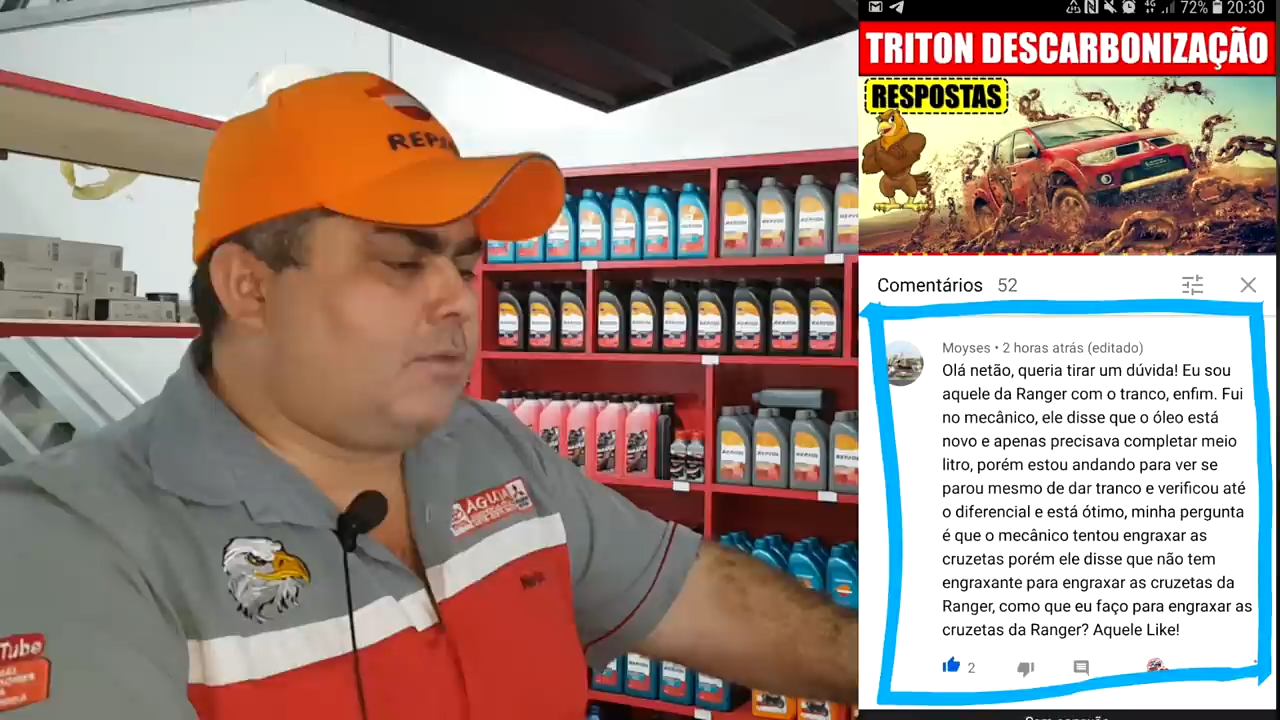 72% 20:30
TRITON DESCARBONIZAÇÃO
RESPOSTAS
Comentários 52
Moyses • 2 horas atrás (editado)
Olá netão, queria tirar um dúvida! Eu sou
aquele da Ranger com o tranco, enfim. Fui
no mecânico, ele disse que o óleo está
novo e apenas precisava completar meio
litro, porém estou andando para ver se
parou mesmo de dar tranco e verificou até
o diferencial e está ótimo, minha pergunta
é que o mecânico tentou engraxar as
cruzetas porém ele disse que não tem
engraxante para engraxar as cruzetas da
Ranger, como que eu faço para engraxar as
cruzetas da Ranger? Aquele Like!
2
ÁGUIA
Tube